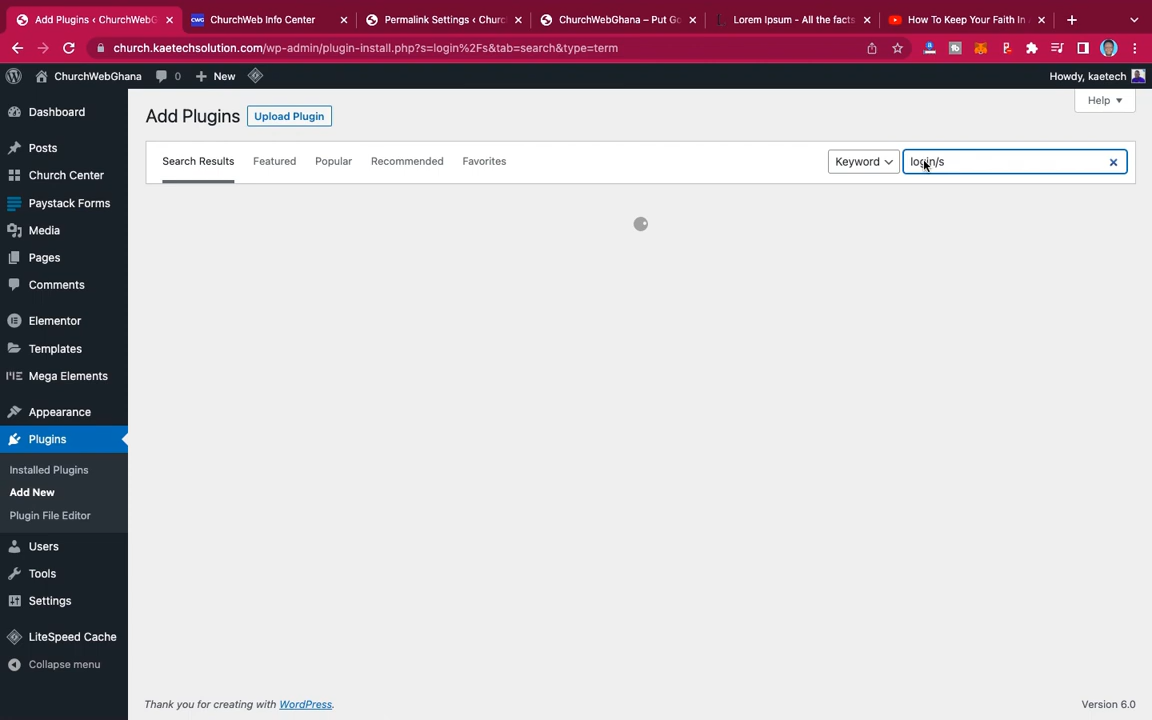 Add Plugins ‹ ChurchWebG
ChurchWeb Info Center
Permalink Settings ‹ Churc
ChurchWebGhana – Put Go
Lorem Ipsum - All the facts
How To Keep Your Faith In
church.kaetechsolution.com/wp-admin/plugin-install.php?s=login%2Fs&tab=search&type=term
ChurchWebGhana
0
New
Howdy, kaetech
Help
Add Plugins
Upload Plugin
Search Results
Featured
Popular
Recommended
Favorites
Keyword
login/s
Dashboard
Posts
Church Center
Paystack Forms
Media
Pages
Comments
Elementor
Templates
Mega Elements
Appearance
Plugins
Installed Plugins
Add New
Plugin File Editor
Users
Tools
Settings
LiteSpeed Cache
Collapse menu
Thank you for creating with WordPress.
Version 6.0